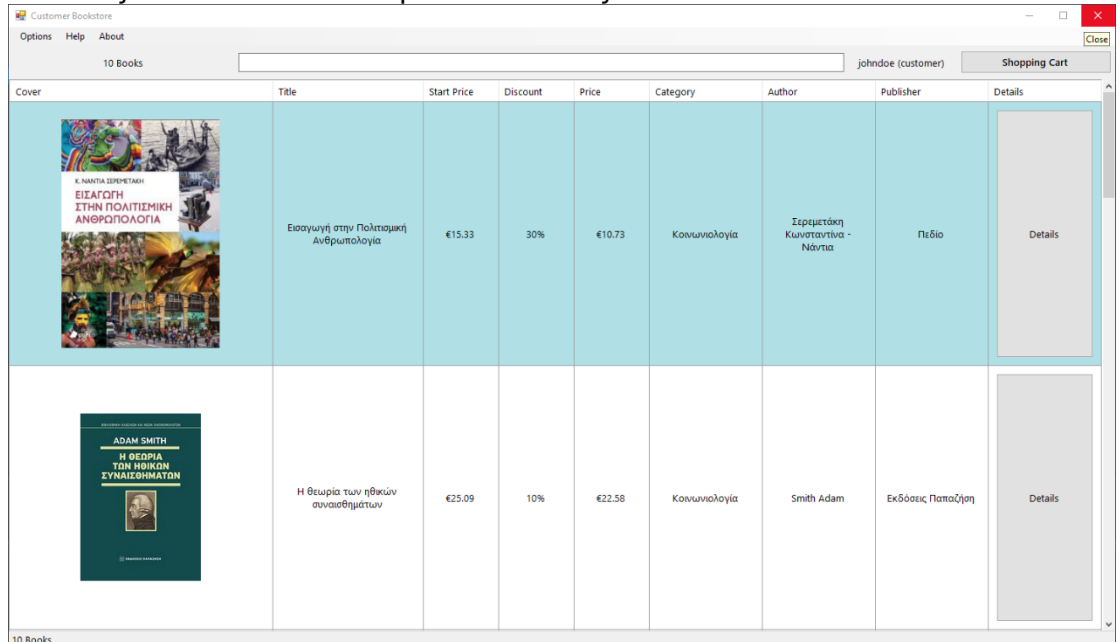 Customer Bookstore
Options Help About
Close
10 Books
johndoe (customer)
Shopping Cart
Cover Title Start Price Discount Price Category Author Publisher Details
Κ. ΝΑΝΤΙΑ ΣΕΡΕΜΕΤΑΚΗ
ΕΙΣΑΓΩΓΗ
ΣΤΗΝ ΠΟΛΙΤΙΣΜΙΚΗ
ΑΝΘΡΩΠΟΛΟΓΙΑ
Εισαγωγή στην Πολιτισμική
Ανθρωπολογία
€15.33
30%
€10.73
Κοινωνιολογία
Σερεμετάκη
Κωνσταντίνα -
Νάντια
Πεδίο
Details
ADAM SMITH
Η ΘΕΩΡΙΑ
ΤΩΝ ΗΘΙΚΩΝ
ΣΥΝΑΙΣΘΗΜΑΤΩΝ
Η θεωρία των ηθικών
συναισθημάτων
€25.09
10%
€22.58
Κοινωνιολογία
Smith Adam
Εκδόσεις Παπαζήση
Details
10 Books